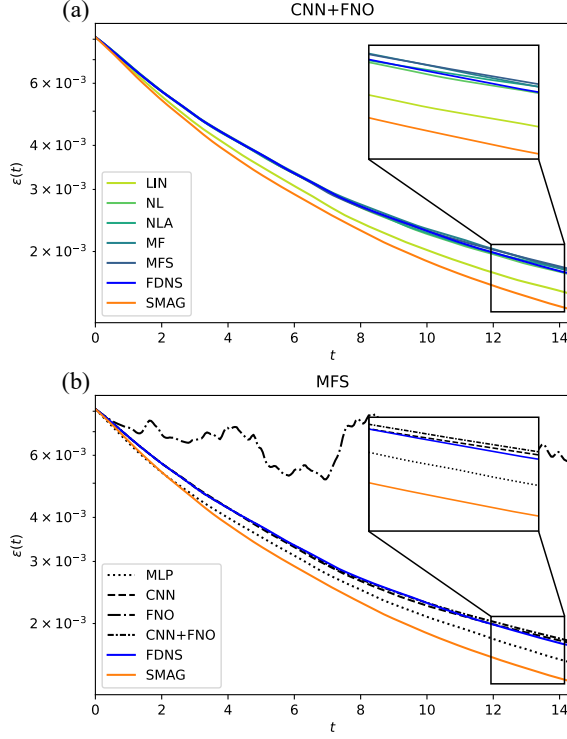 (a)
CNN+FNO
6 × 10⁻³
4 × 10⁻³
3 × 10⁻³
2 × 10⁻³
ε(t)
LIN
NL
NLA
MF
MFS
FDNS
SMAG
0 2 4 6 8 10 12 14
t
(b)
MFS
6 × 10⁻³
4 × 10⁻³
3 × 10⁻³
2 × 10⁻³
ε(t)
MLP
CNN
FNO
CNN+FNO
FDNS
SMAG
0 2 4 6 8 10 12 14
t